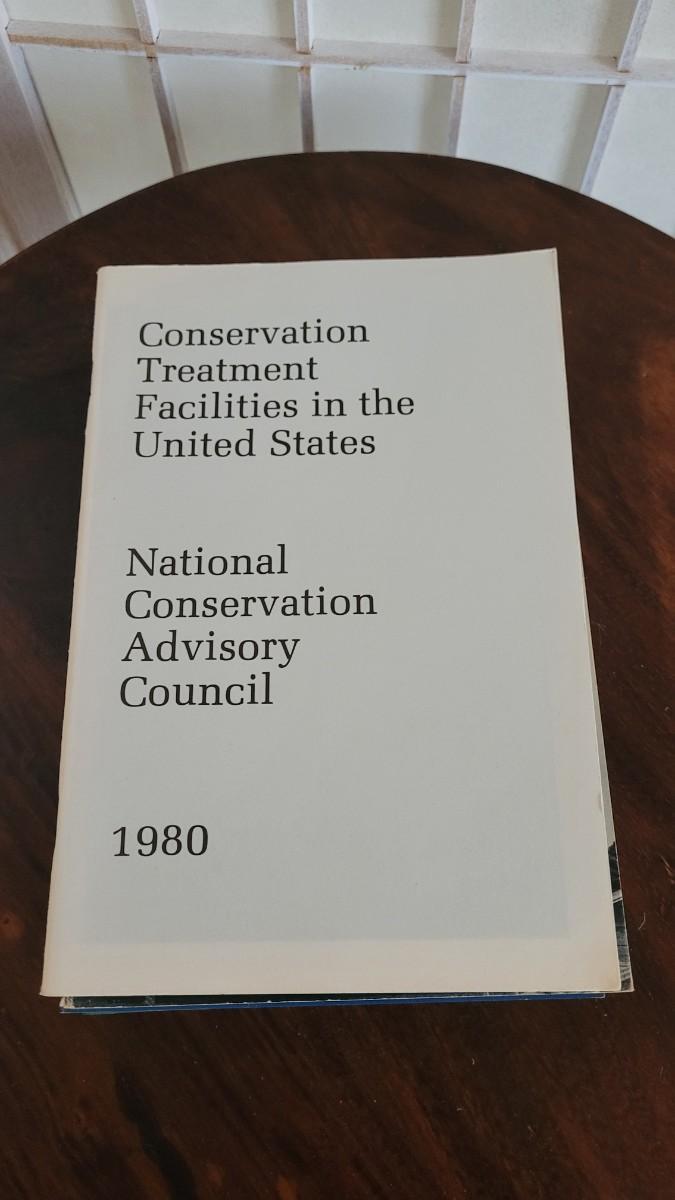 Conservation
Treatment
Facilities in the
United States
National
Conservation
Advisory
Council
1980